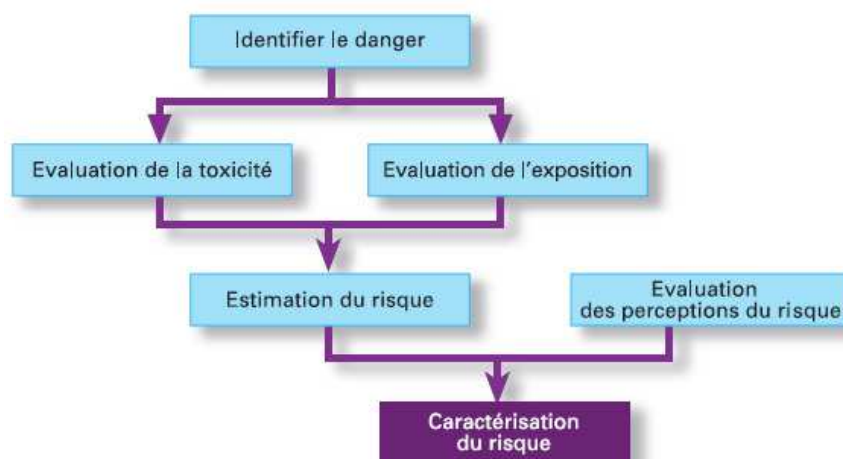 Identifier le danger
Evaluation de la toxicité
Evaluation de l'exposition
Estimation du risque
Evaluation
des perceptions du risque
Caractérisation
du risque